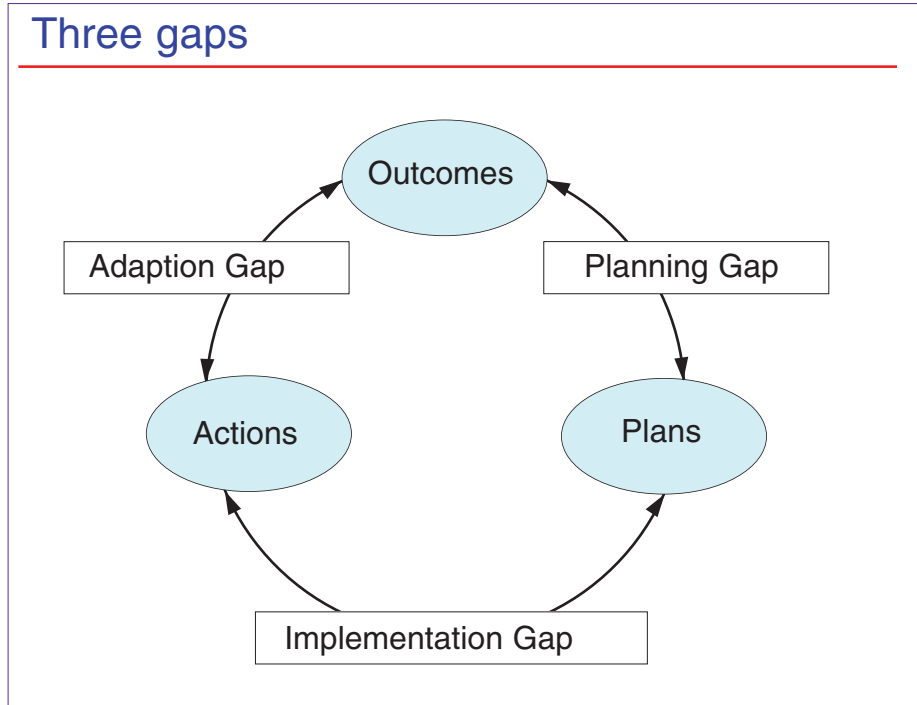 Three gaps
Outcomes
Adaption Gap
Planning Gap
Actions
Plans
Implementation Gap